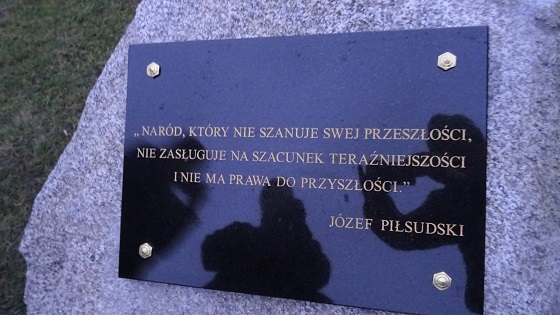 „NARÓD, KTÓRY NIE SZANUJE SWEJ PRZESZŁOŚCI,
NIE ZASŁUGUJE NA SZACUNEK TERAŹNIEJSZOŚCI
I NIE MA PRAWA DO PRZYSZŁOŚCI.”
JÓZEF PIŁSUDSKI